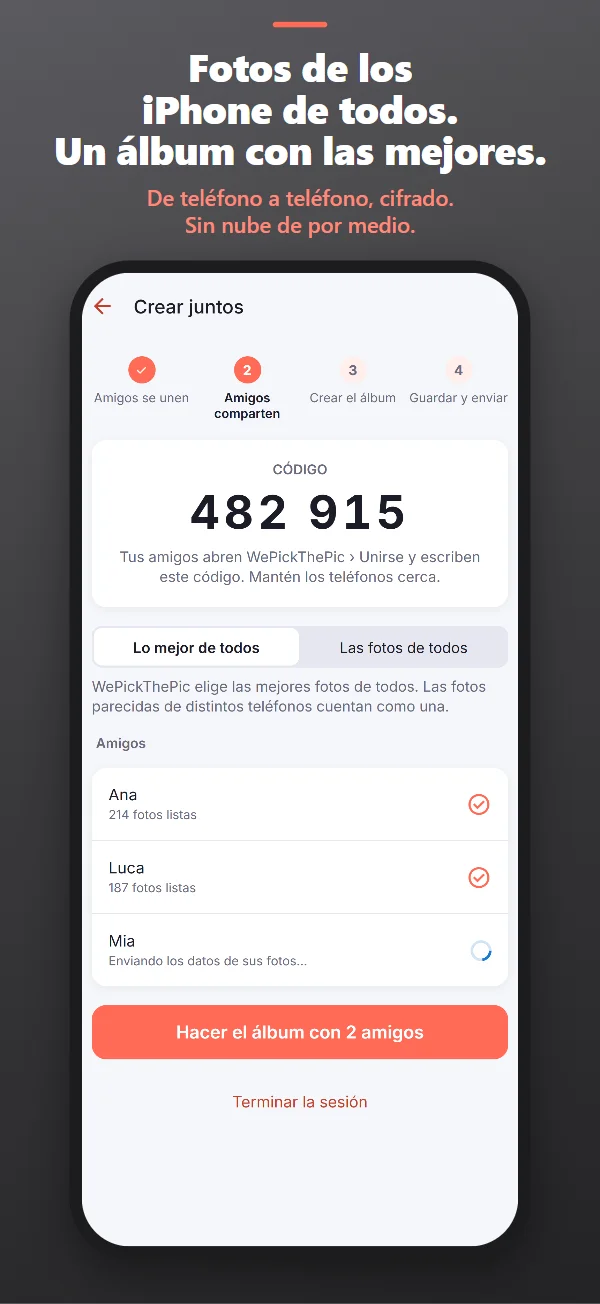 Fotos de los
iPhone de todos.
Un álbum con las mejores.
De teléfono a teléfono, cifrado.
Sin nube de por medio.
Crear juntos
2
3
4
Amigos se unen
Amigos
comparten
Crear el álbum
Guardar y enviar
CÓDIGO
482 915
Tus amigos abren WePickThePic › Unirse y escriben
este código. Mantén los teléfonos cerca.
Lo mejor de todos
Las fotos de todos
WePickThePic elige las mejores fotos de todos. Las fotos
parecidas de distintos teléfonos cuentan como una.
Amigos
Ana
214 fotos listas
Luca
187 fotos listas
Mia
Enviando los datos de sus fotos...
Hacer el álbum con 2 amigos
Terminar la sesión